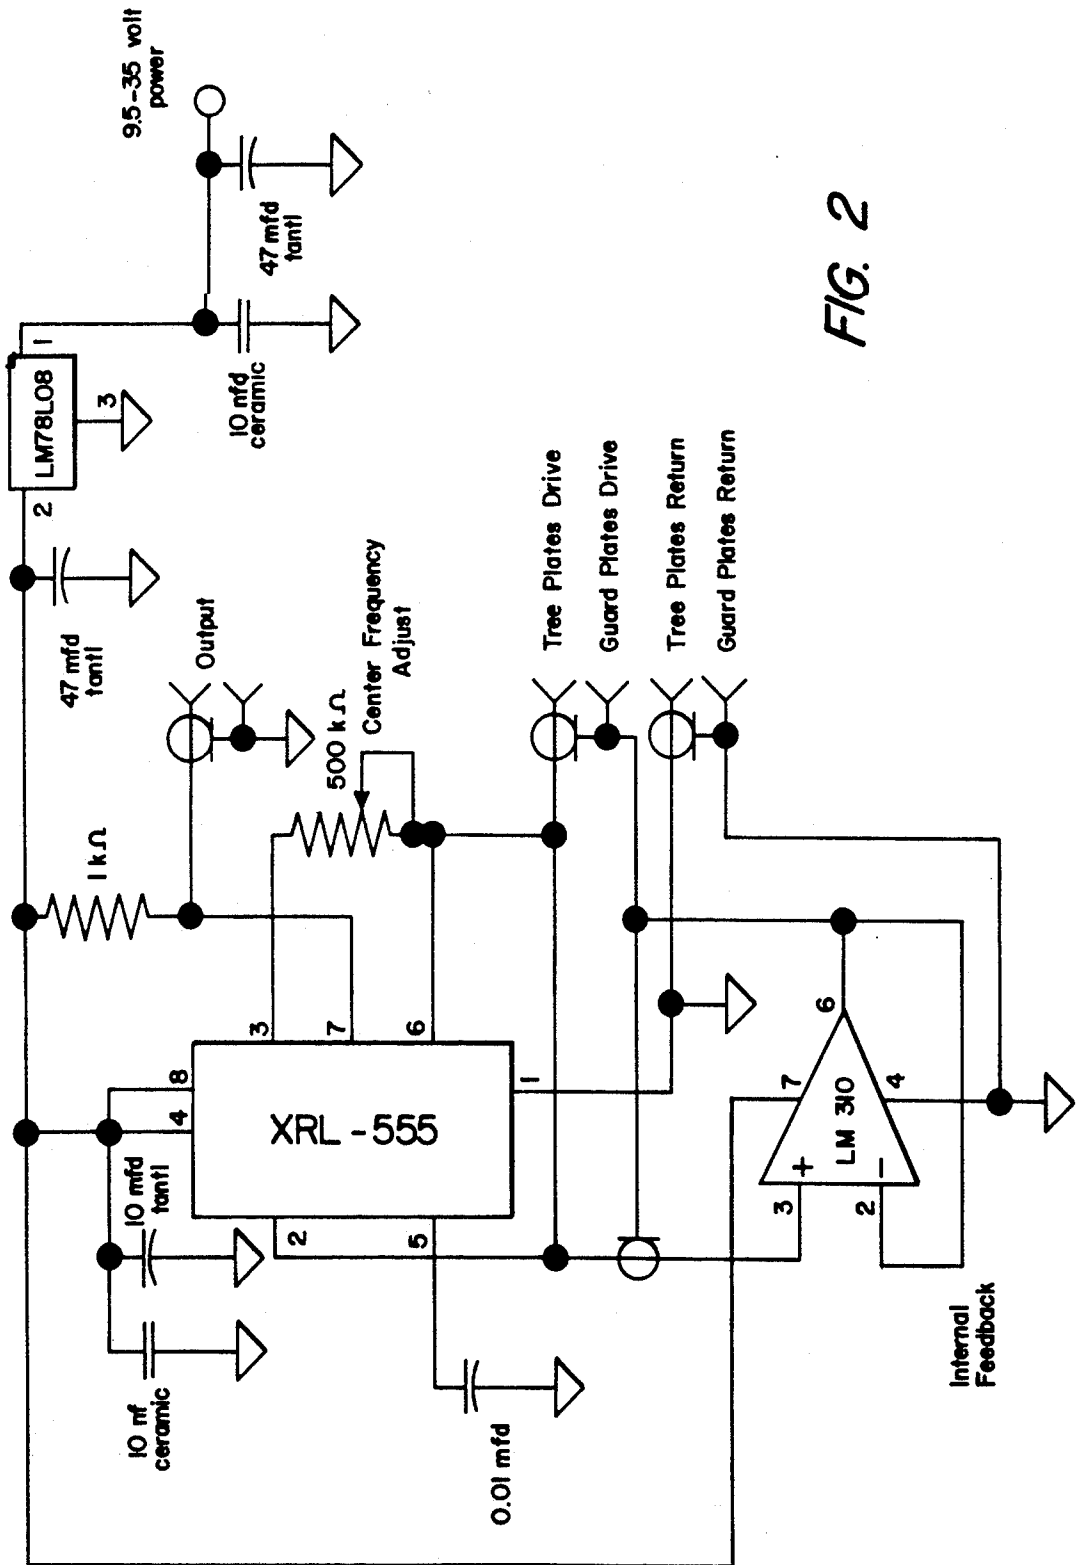 9.5-35 volt
power
47 mfd
tantl
10 nfd
ceramic
LM78L08
1
2
3
47 mfd
tantl
Output
1 kΩ
500 kΩ
Center Frequency
Adjust
10 mfd
tantl
10 nf
ceramic
XRL-555
8
4
3
7
6
2
5
1
0.01 mfd
Tree Plates Drive
Guard Plates Drive
Tree Plates Return
Guard Plates Return
LM 310
+
−
3
2
7
6
4
Internal
Feedback
FIG. 2